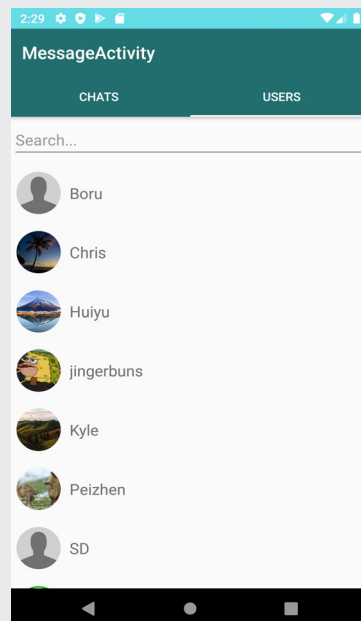 2:29
MessageActivity
CHATS USERS
Search...
Boru
Chris
Huiyu
jingerbuns
Kyle
Peizhen
SD